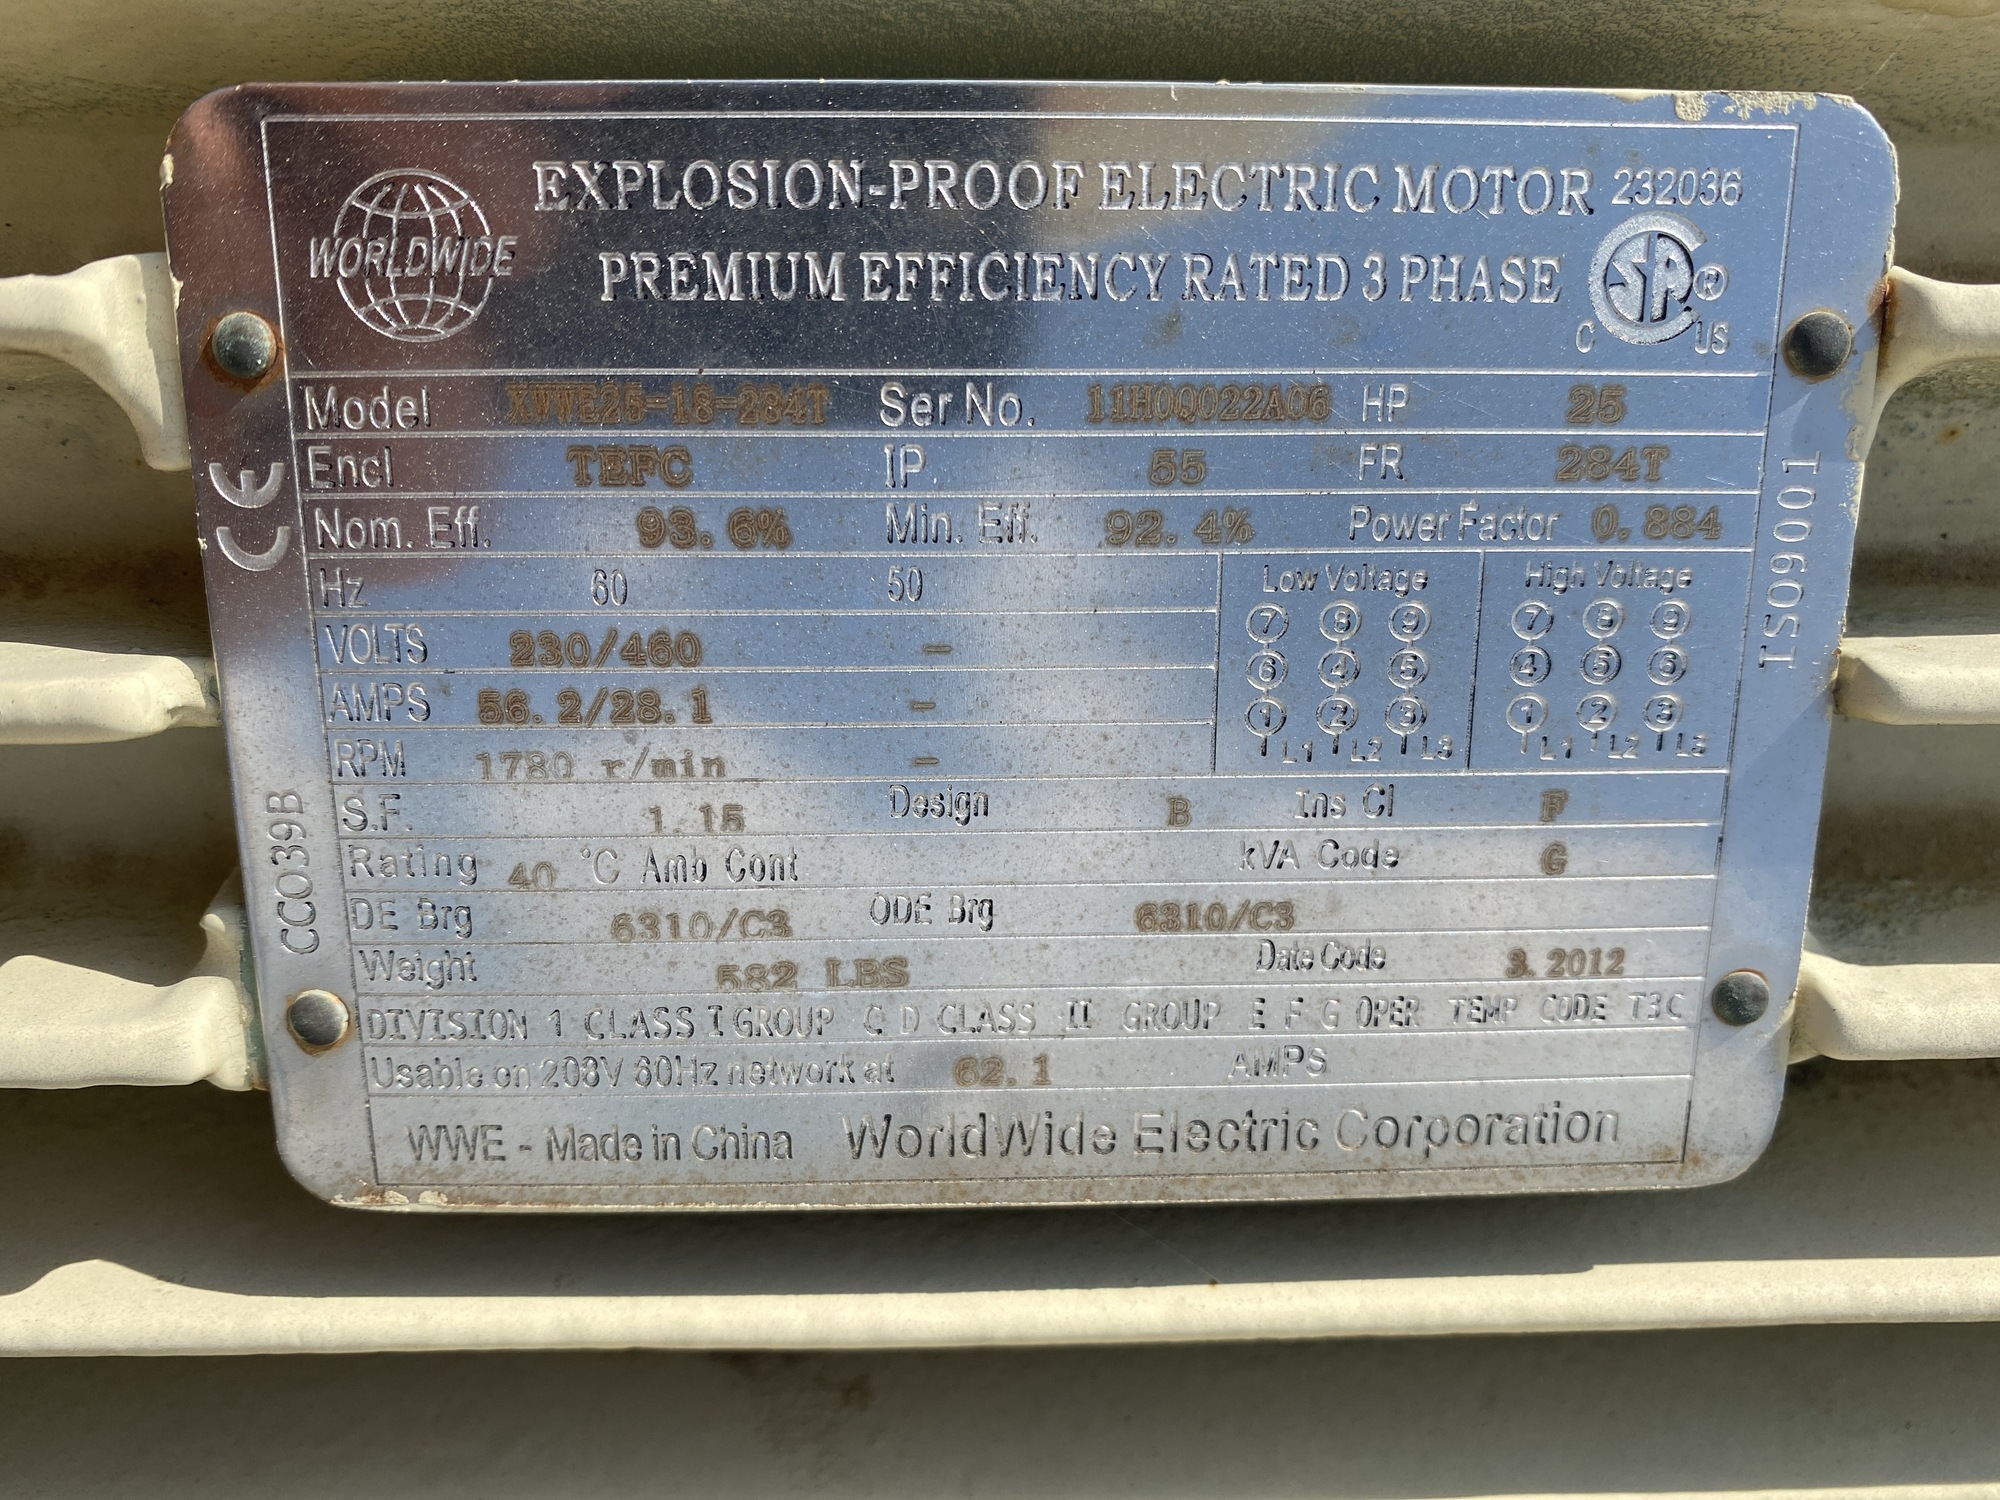 EXPLOSION-PROOF ELECTRIC MOTOR 232036
WORLDWIDE
PREMIUM EFFICIENCY RATED 3 PHASE
SA ®
C US
Model XWWE25-18-284T Ser No. 11H0Q022A06 HP 25
Encl TEFC IP 55 FR 284T
Nom. Eff. 93.6% Min. Eff. 92.4% Power Factor 0.884
Hz 60 50
VOLTS 230/460 -
AMPS 56.2/28.1 -
RPM 1780 r/min -
Low Voltage
7 8 9
6 4 5
1 2 3
L1 L2 L3
High Voltage
7 8 9
4 5 6
1 2 3
L1 L2 L3
S.F. 1.15 Design B Ins Cl F
Rating 40 °C Amb Cont kVA Code G
DE Brg 6310/C3 ODE Brg 6310/C3
Weight 582 LBS Date Code 3.2012
DIVISION 1 CLASS I GROUP C D CLASS II GROUP E F G OPER TEMP CODE T3C
Usable on 208V 60Hz network at 62.1 AMPS
WWE - Made in China WorldWide Electric Corporation
CE
CC039B
ISO9001